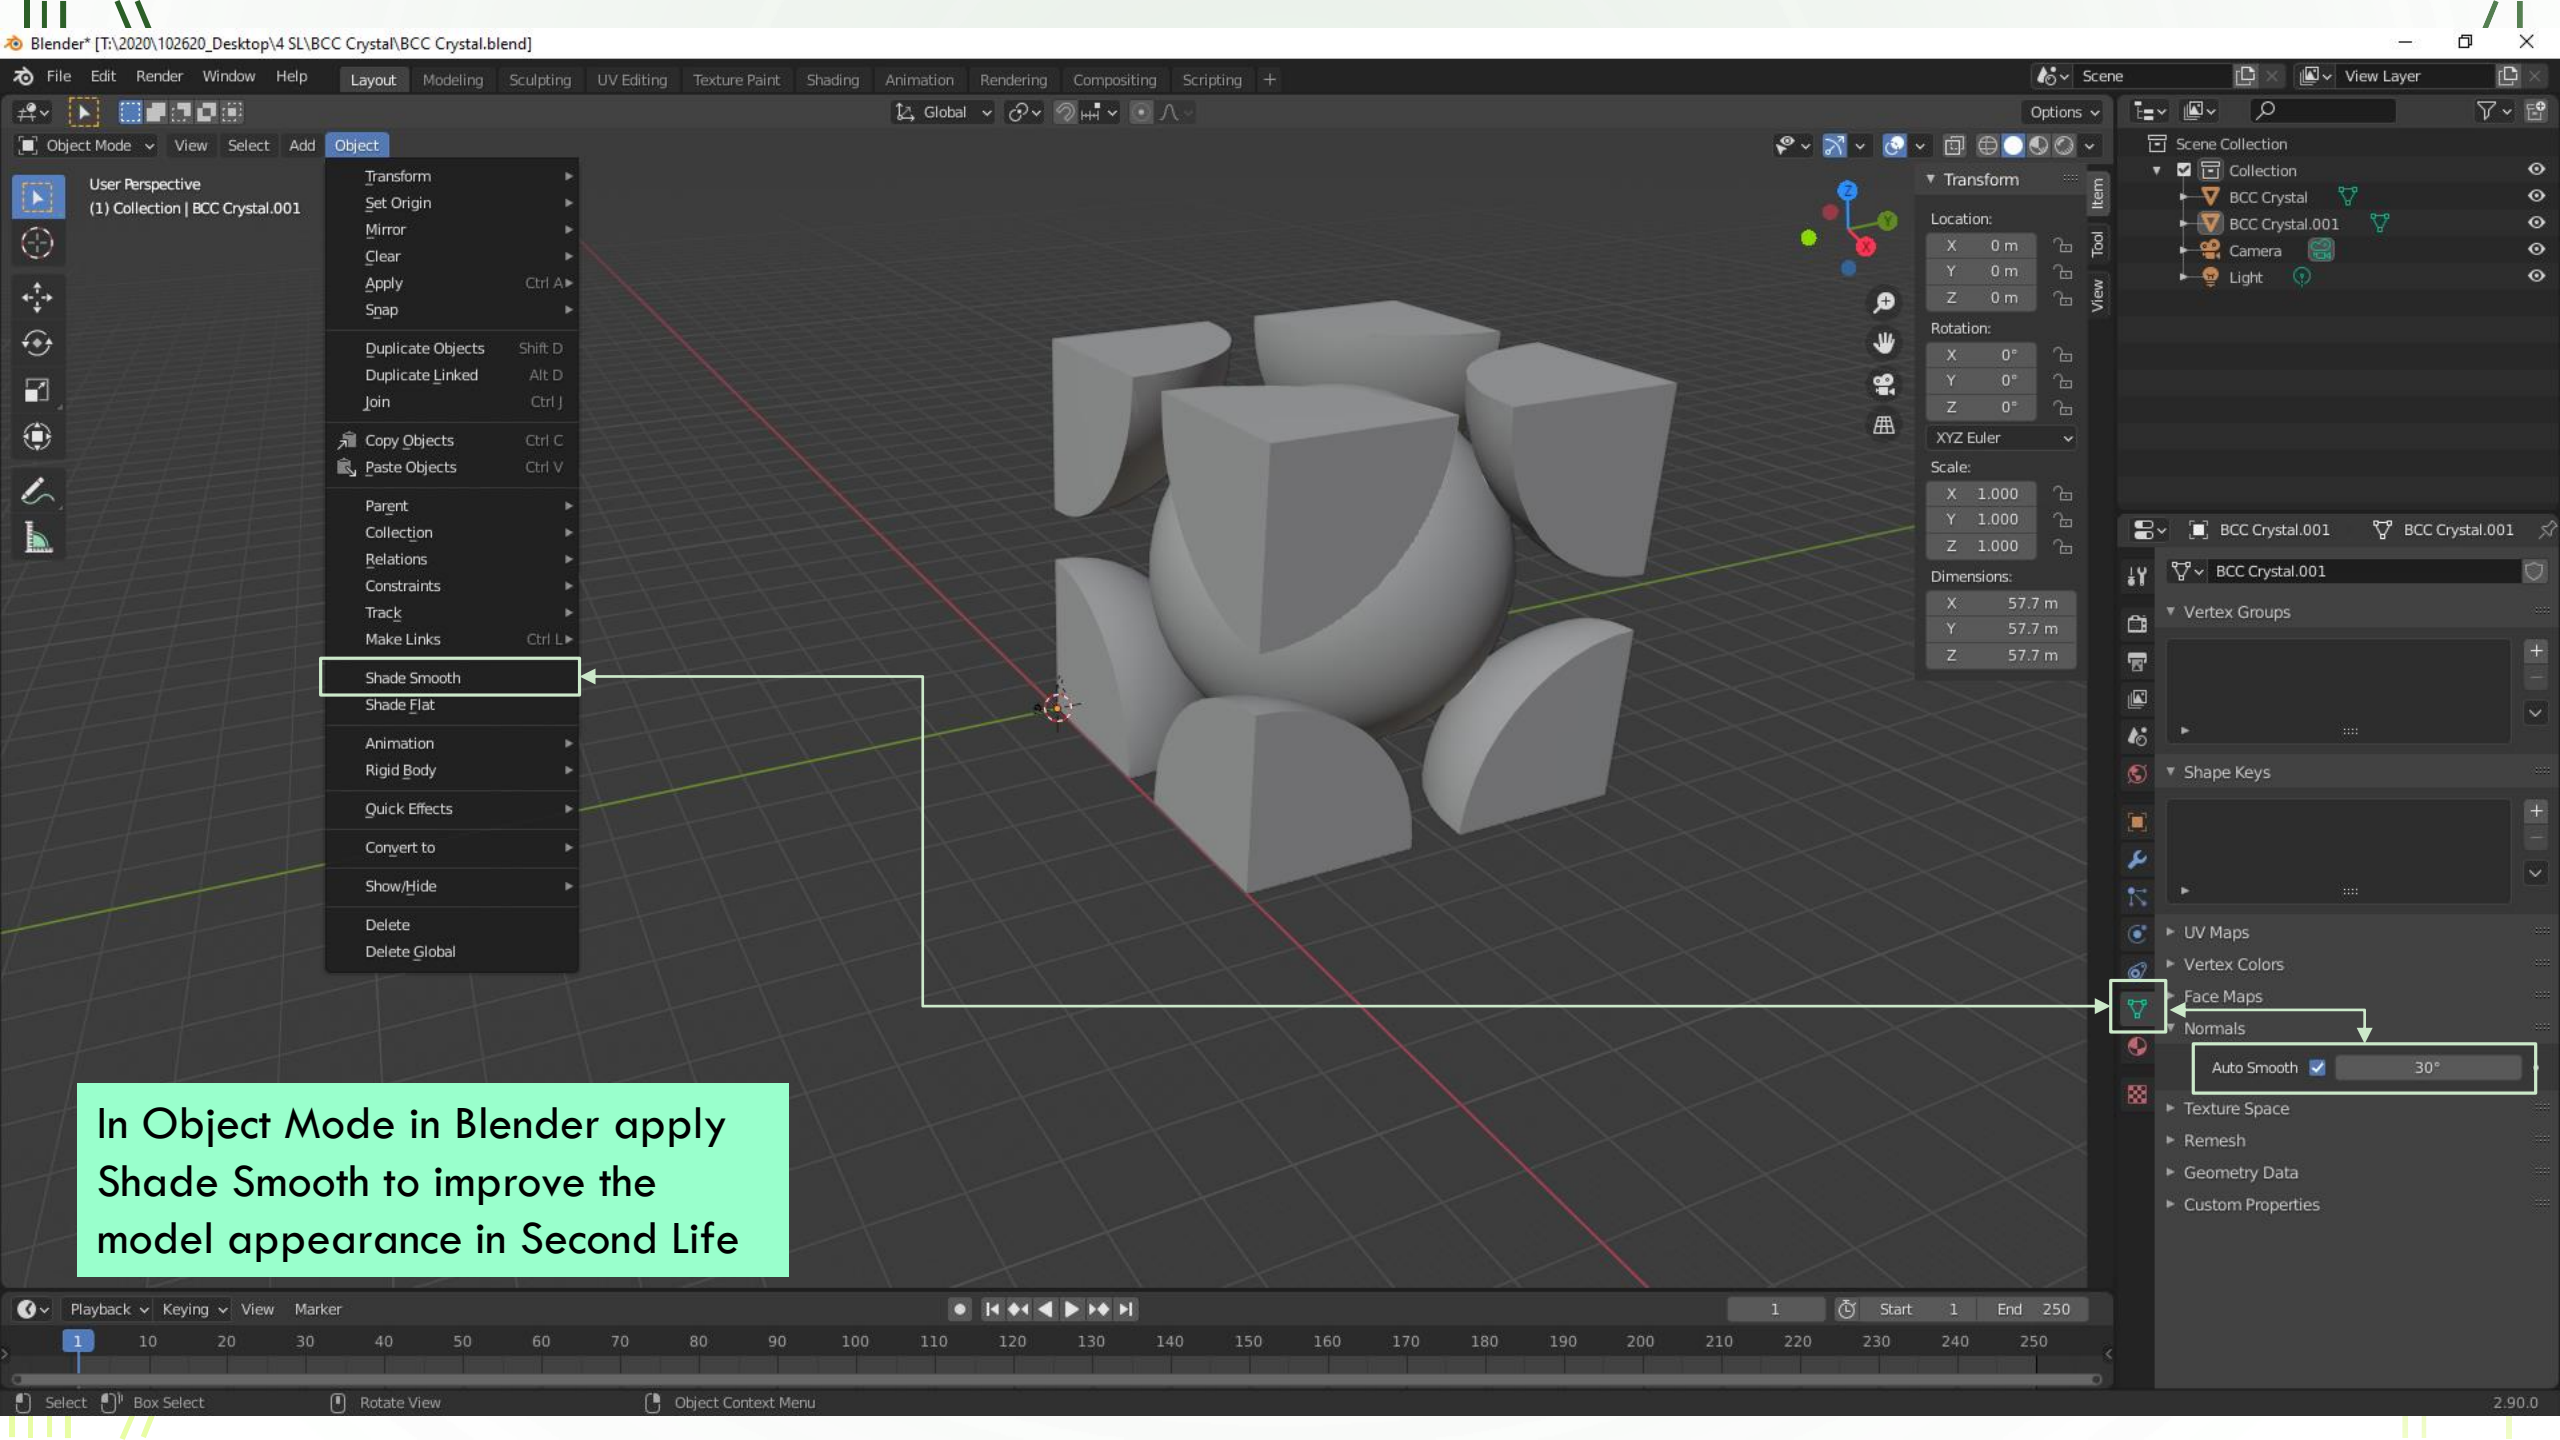 Blender* [T:\2020\102620_Desktop\4 SL\BCC Crystal\BCC Crystal.blend]
File Edit Render Window Help Layout Modeling Sculpting UV Editing Texture Paint Shading Animation Rendering Compositing Scripting + Scene View Layer
Global Options
Object Mode View Select Add Object
User Perspective
(1) Collection | BCC Crystal.001
Transform
Set Origin
Mirror
Clear
Apply Ctrl A
Snap
Duplicate Objects Shift D
Duplicate Linked Alt D
Join Ctrl J
Copy Objects Ctrl C
Paste Objects Ctrl V
Parent
Collection
Relations
Constraints
Track
Make Links Ctrl L
Shade Smooth
Shade Flat
Animation
Rigid Body
Quick Effects
Convert to
Show/Hide
Delete
Delete Global
Z
Y
X
Transform
Location:
X 0 m
Y 0 m
Z 0 m
Rotation:
X 0°
Y 0°
Z 0°
XYZ Euler
Scale:
X 1.000
Y 1.000
Z 1.000
Dimensions:
X 57.7 m
Y 57.7 m
Z 57.7 m
Item
Tool
View
Scene Collection
Collection
BCC Crystal
BCC Crystal.001
Camera
Light
BCC Crystal.001 BCC Crystal.001
BCC Crystal.001
Vertex Groups
Shape Keys
UV Maps
Vertex Colors
Face Maps
Normals
Auto Smooth 30°
Texture Space
Remesh
Geometry Data
Custom Properties
In Object Mode in Blender apply
Shade Smooth to improve the
model appearance in Second Life
Playback Keying View Marker 1 Start 1 End 250
1 10 20 30 40 50 60 70 80 90 100 110 120 130 140 150 160 170 180 190 200 210 220 230 240 250
Select Box Select Rotate View Object Context Menu 2.90.0